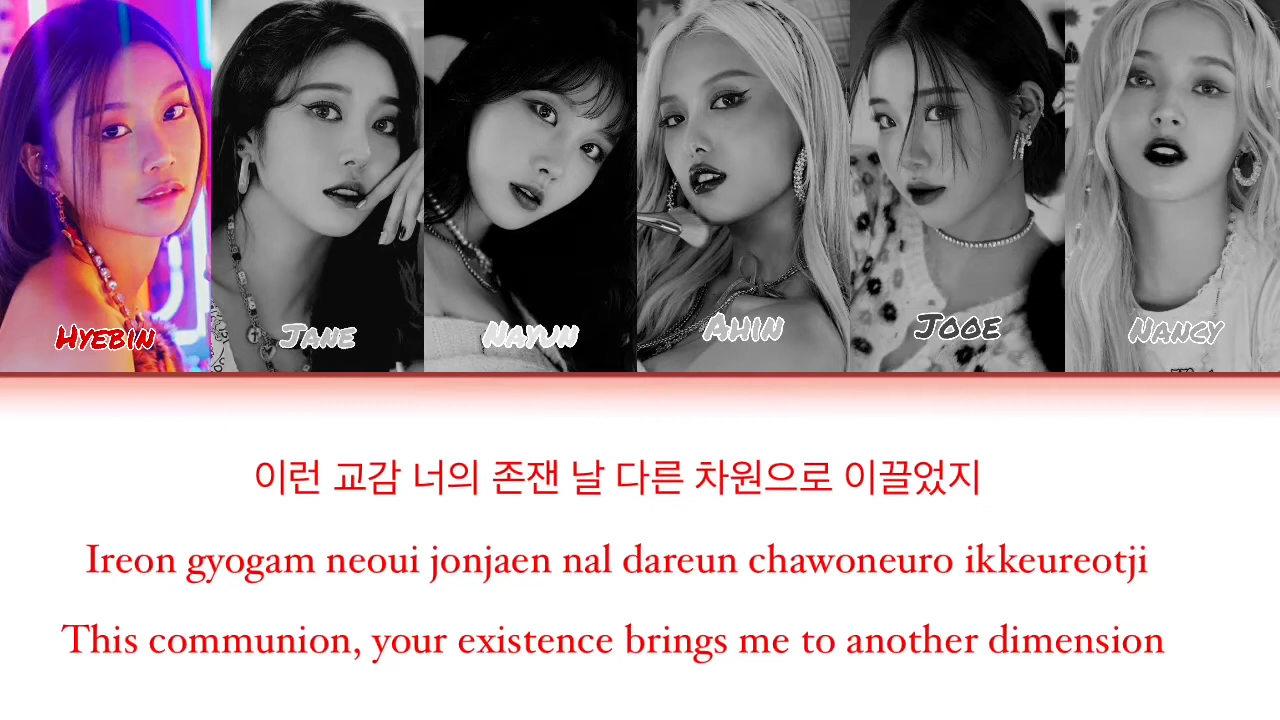 HYEBIN JANE NAYUN AHIN JOOE NANCY
이런 교감 너의 존잰 날 다른 차원으로 이끌었지
Ireon gyogam neoui jonjaen nal dareun chawoneuro ikkeureotji
This communion, your existence brings me to another dimension